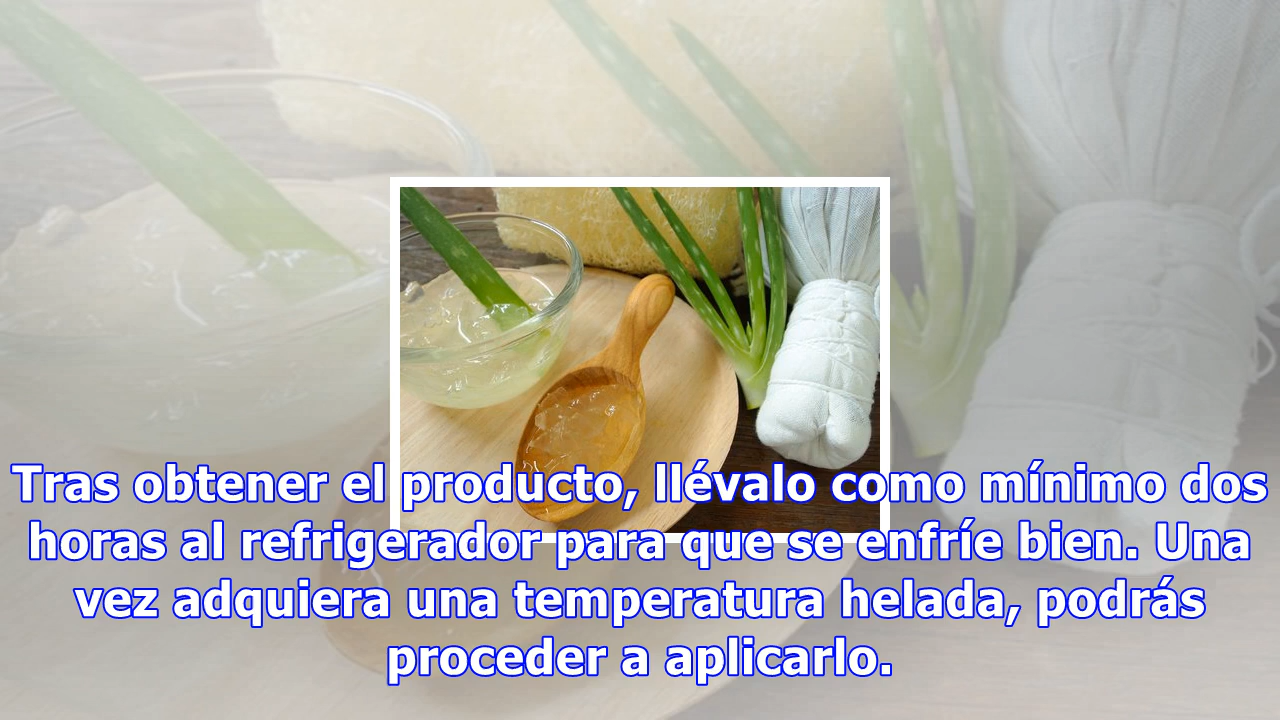 Tras obtener el producto, llévalo como mínimo dos
horas al refrigerador para que se enfríe bien. Una
vez adquiera una temperatura helada, podrás
proceder a aplicarlo.